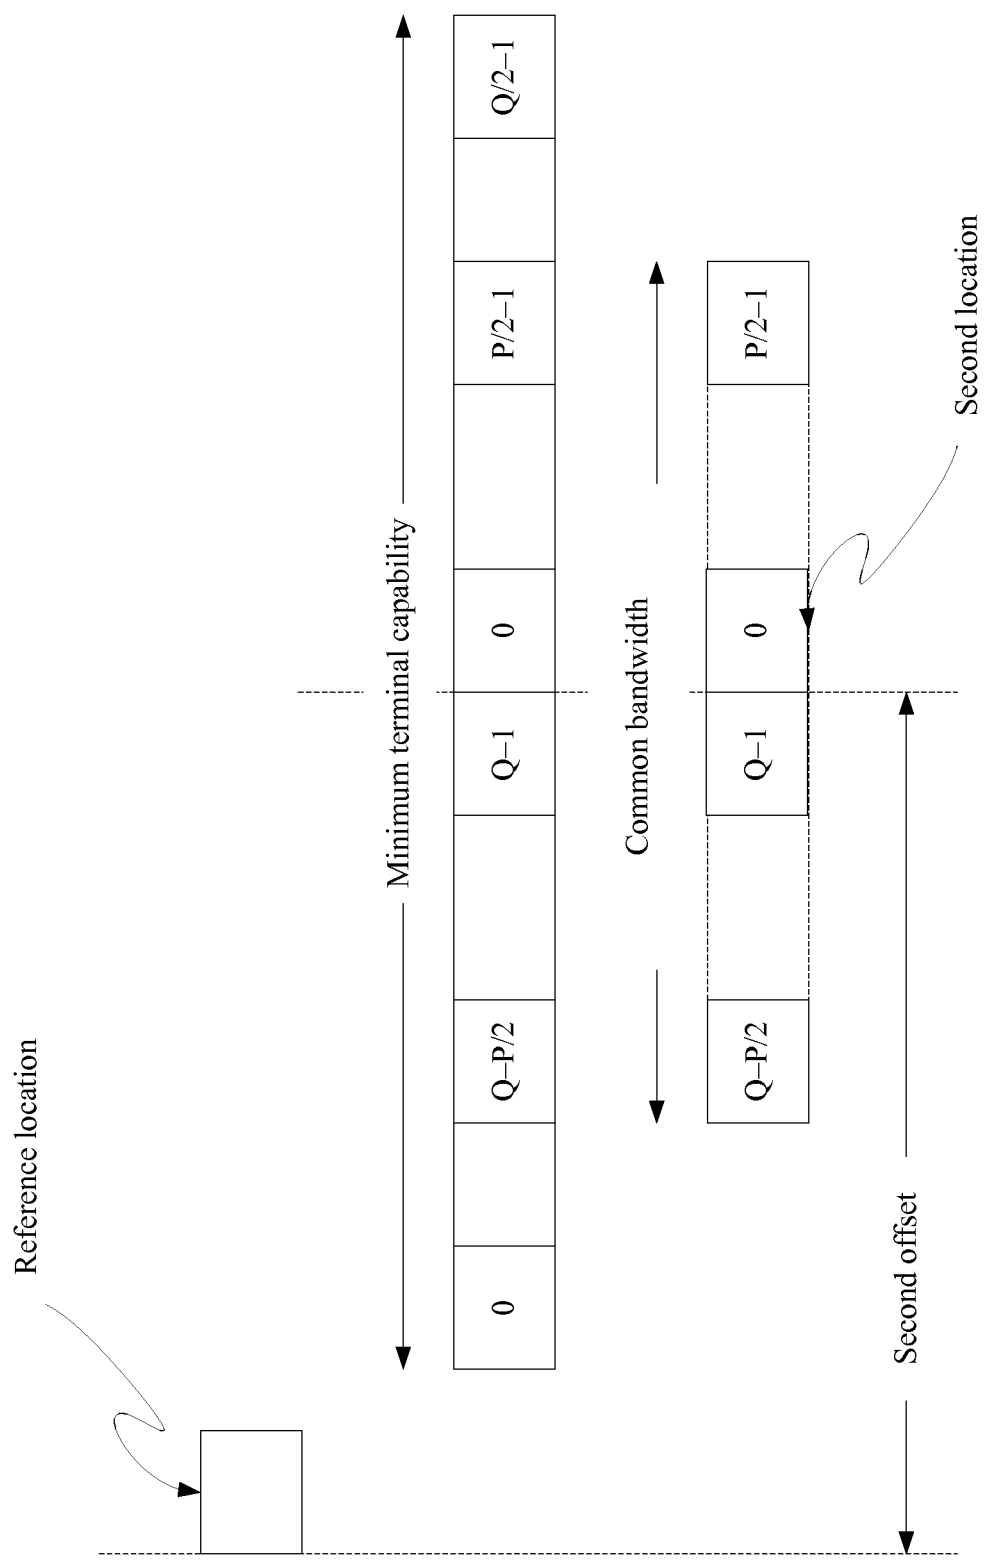 Reference location
Minimum terminal capability
0
Q–P/2
Q–1
0
P/2–1
Q/2–1
Common bandwidth
Q–P/2
Q–1
0
P/2–1
Second offset
Second location